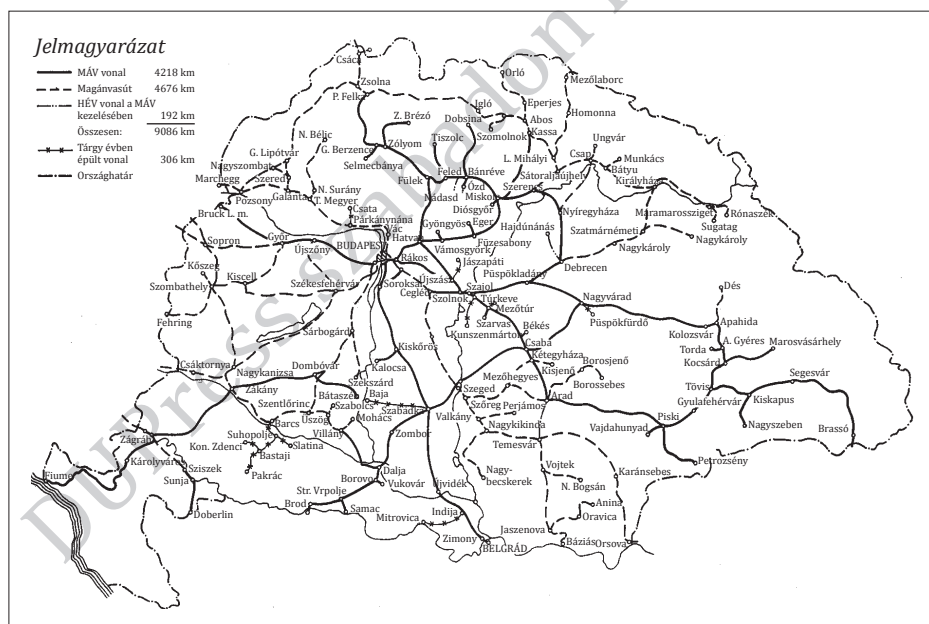 Jelmagyarázat
MÁV vonal 4218 km
Magánvasút 4676 km
HÉV vonal a MÁV
kezelésében 192 km
Összesen: 9086 km
Tárgy évben
épült vonal 306 km
Országhatár
Csáca
Zsolna
P. Felka
Orló
Mezőlaborc
Igló
Eperjes
Z. Brézó
Dobsina
Abos
Homonna
N. Bélic
Tiszolc
Szomolnok
Kassa
G. Lipótvár
G. Berzence
Zólyom
Ungvár
Nagyszombat
Selmecbánya
L. Mihályi
Csap
Munkács
Marchegg
Szered
Feled
Bánréve
Sátoraljaújhely
Bátyu
Királyháza
Fülek
Ózd
Szerencs
Pozsony
Galánta
N. Surány
T. Megyer
Nádasd
Miskolc
Bruck L. m.
Csata
Diósgyőr
Nyíregyháza
Máramarossziget
Rónaszék
Párkánynána
Gyöngyös
Eger
Hajdúnánás
Szatmárnémeti
Sugatag
Vác
Sopron
Győr
BUDAPEST
Hatvan
Füzesabony
Nagykároly
Nagykároly
Újszőny
Vámosgyörk
Rákos
Jászapáti
Debrecen
Kőszeg
Kiscell
Soroksár
Újszász
Püspökladány
Szombathely
Székesfehérvár
Cegléd
Szajol
Dés
Szolnok
Túrkeve
Nagyvárad
Fehring
Mezőtúr
Szarvas
Püspökfürdő
Apahida
Sárbogárd
Kunszenmárton
Békés
Kolozsvár
Kiskőrös
Csaba
A. Gyéres
Marosvásárhely
Kétegyháza
Torda
Csáktornya
Kisjenő
Borosjenő
Kocsárd
Nagykanizsa
Dombóvár
Kalocsa
Segesvár
Zákány
Szekszárd
Mezőhegyes
Borossebes
Tövis
Bátaszék
Baja
Szeged
Arad
Gyulafehérvár
Kiskapus
Szentlőrinc
Szabolcs
Szabadka
Szőreg
Perjámos
Piski
Barcs
Üszög
Mohács
Valkány
Vajdahunyad
Nagyszeben
Brassó
Zágráb
Suhopolje
Villány
Zombor
Nagykikinda
Kon. Zdenci
Slatina
Temesvár
Bastaji
Károlyváros
Petrozsény
Fiume
Sziszek
Dalja
Nagy-
becskerek
Vojtek
Karánsebes
Pakrác
Sunja
Borovo
Vukovár
N. Bogsán
Str. Vrpolje
Újvidék
Anina
Brod
Samac
Indija
Oravica
Doberlin
Mitrovica
Jaszenova
Zimony
BELGRÁD
Báziás
Orsova